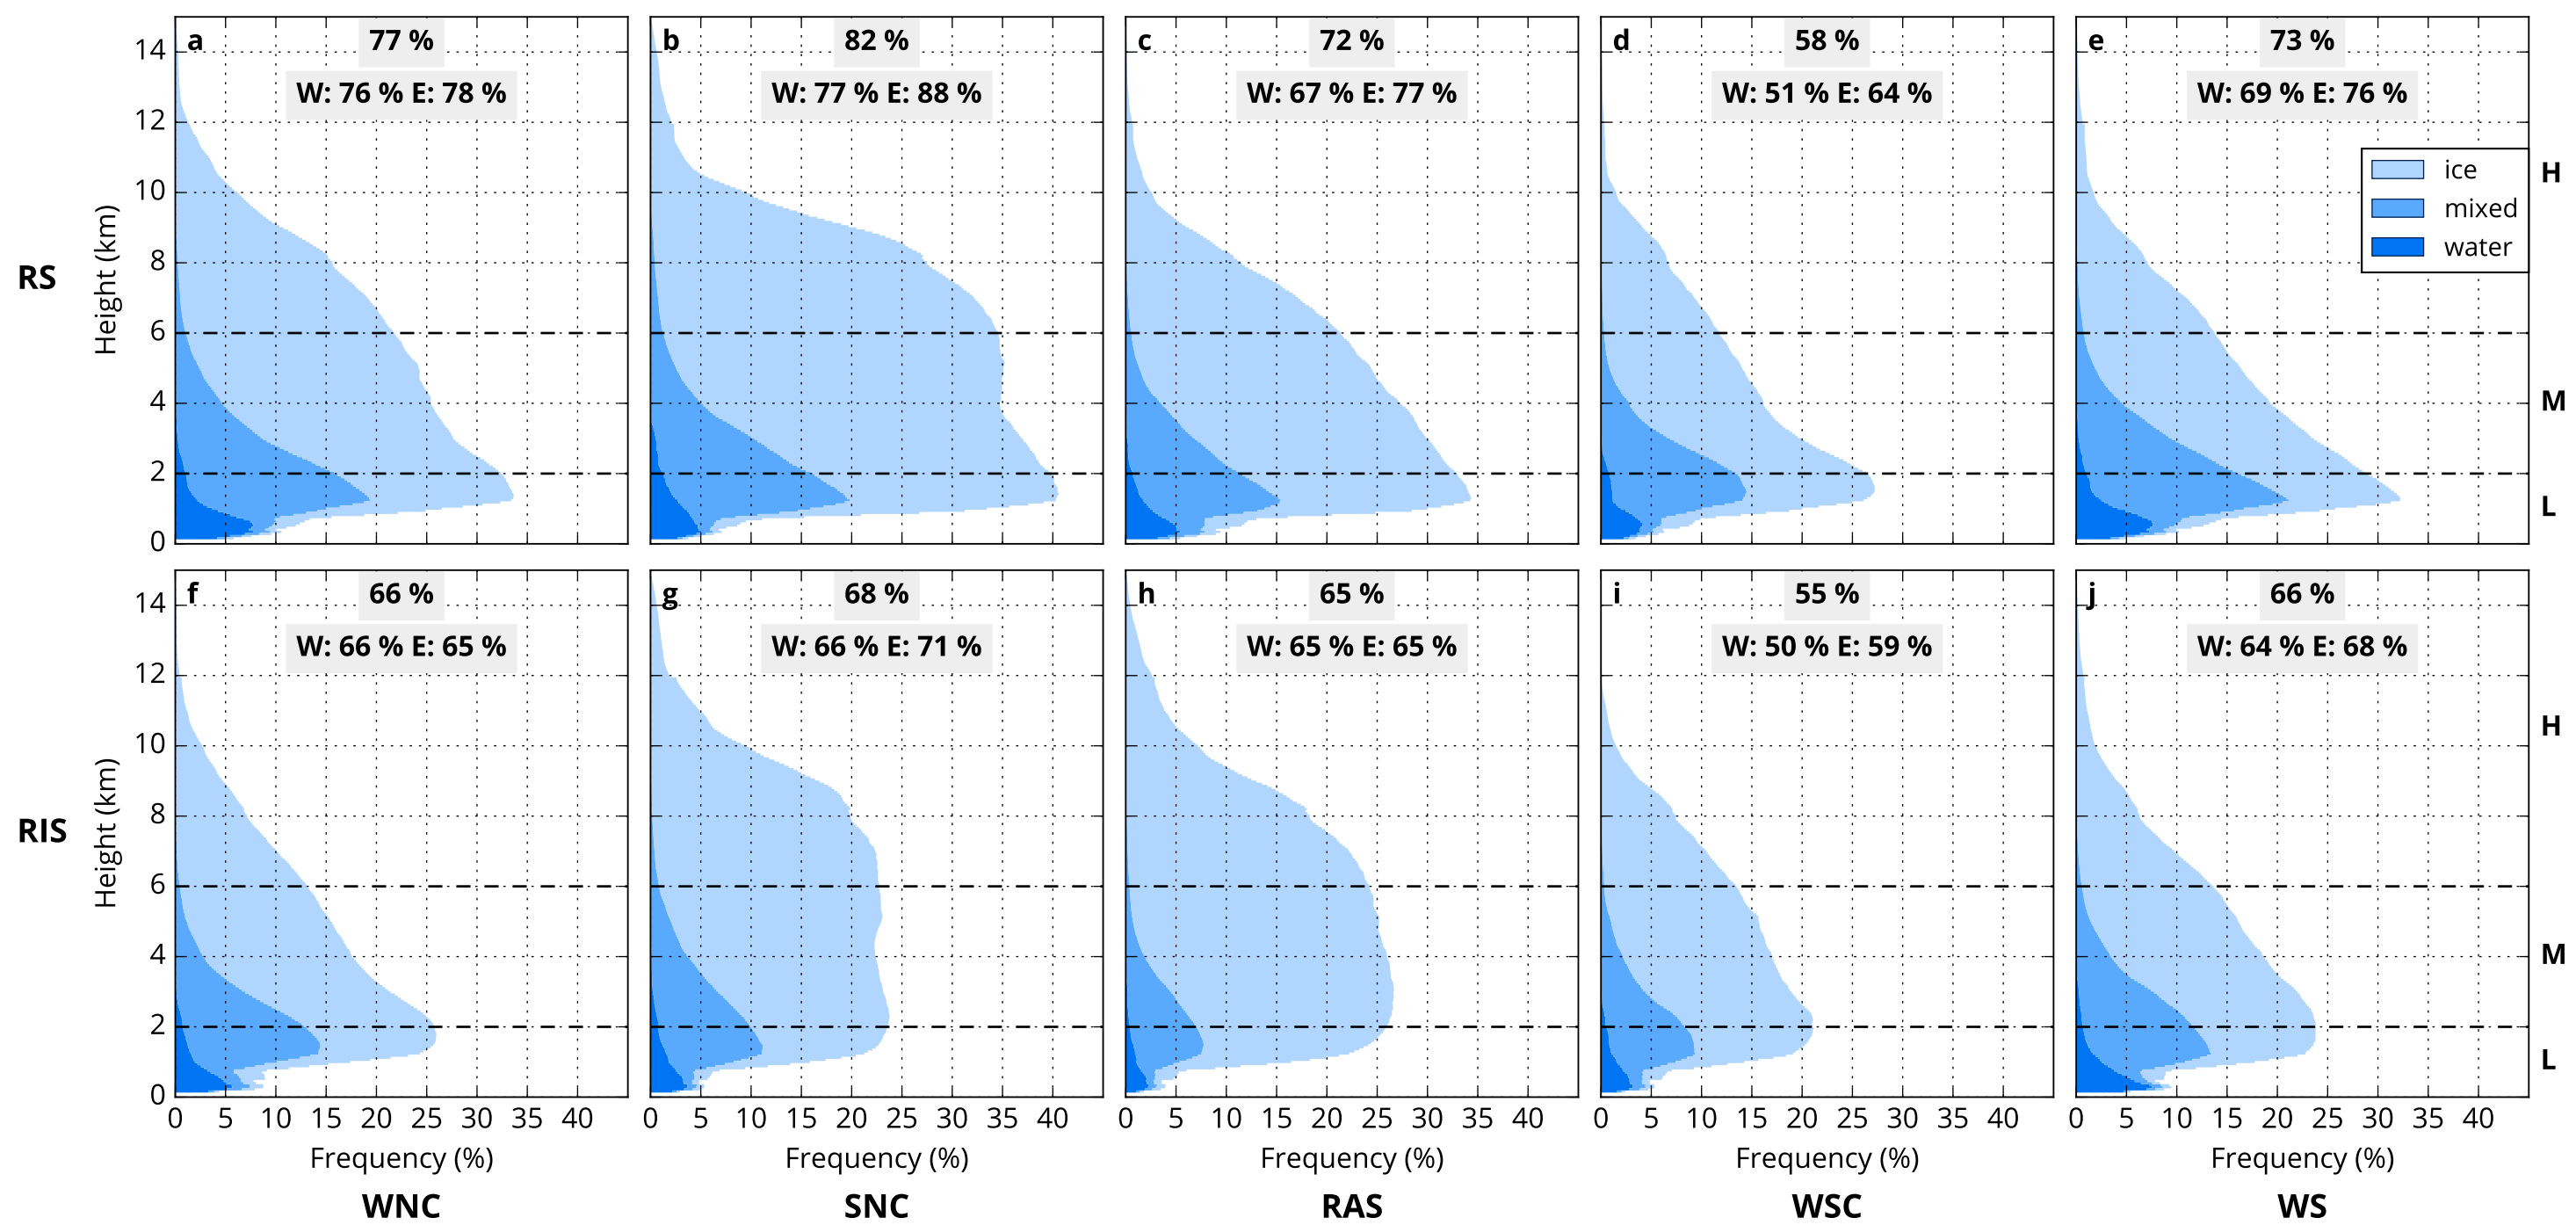 a
77 %
W: 76 % E: 78 %
b
82 %
W: 77 % E: 88 %
c
72 %
W: 67 % E: 77 %
d
58 %
W: 51 % E: 64 %
e
73 %
W: 69 % E: 76 %
ice
mixed
water
H
M
L
RS
Height (km)
14
12
10
8
6
4
2
0
f
66 %
W: 66 % E: 65 %
g
68 %
W: 66 % E: 71 %
h
65 %
W: 65 % E: 65 %
i
55 %
W: 50 % E: 59 %
j
66 %
W: 64 % E: 68 %
H
M
L
RIS
Height (km)
14
12
10
8
6
4
2
0
0 5 10 15 20 25 30 35 40
0 5 10 15 20 25 30 35 40
0 5 10 15 20 25 30 35 40
0 5 10 15 20 25 30 35 40
0 5 10 15 20 25 30 35 40
Frequency (%)
Frequency (%)
Frequency (%)
Frequency (%)
Frequency (%)
WNC
SNC
RAS
WSC
WS